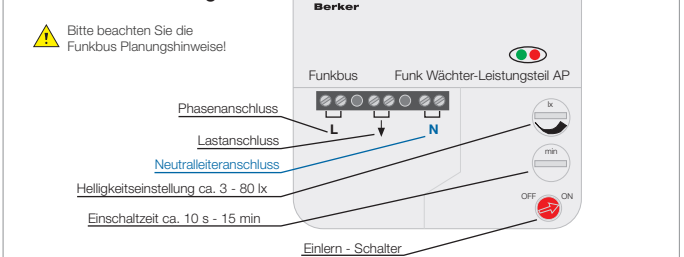 Berker
Bitte beachten Sie die
Funkbus Planungshinweise!
Funkbus
Funk Wächter-Leistungsteil AP
Phasenanschluss
L
N
lx
Lastanschluss
Neutralleiteranschluss
min
Helligkeitseinstellung ca. 3 - 80 lx
OFF
ON
Einschaltzeit ca. 10 s - 15 min
Einlern - Schalter